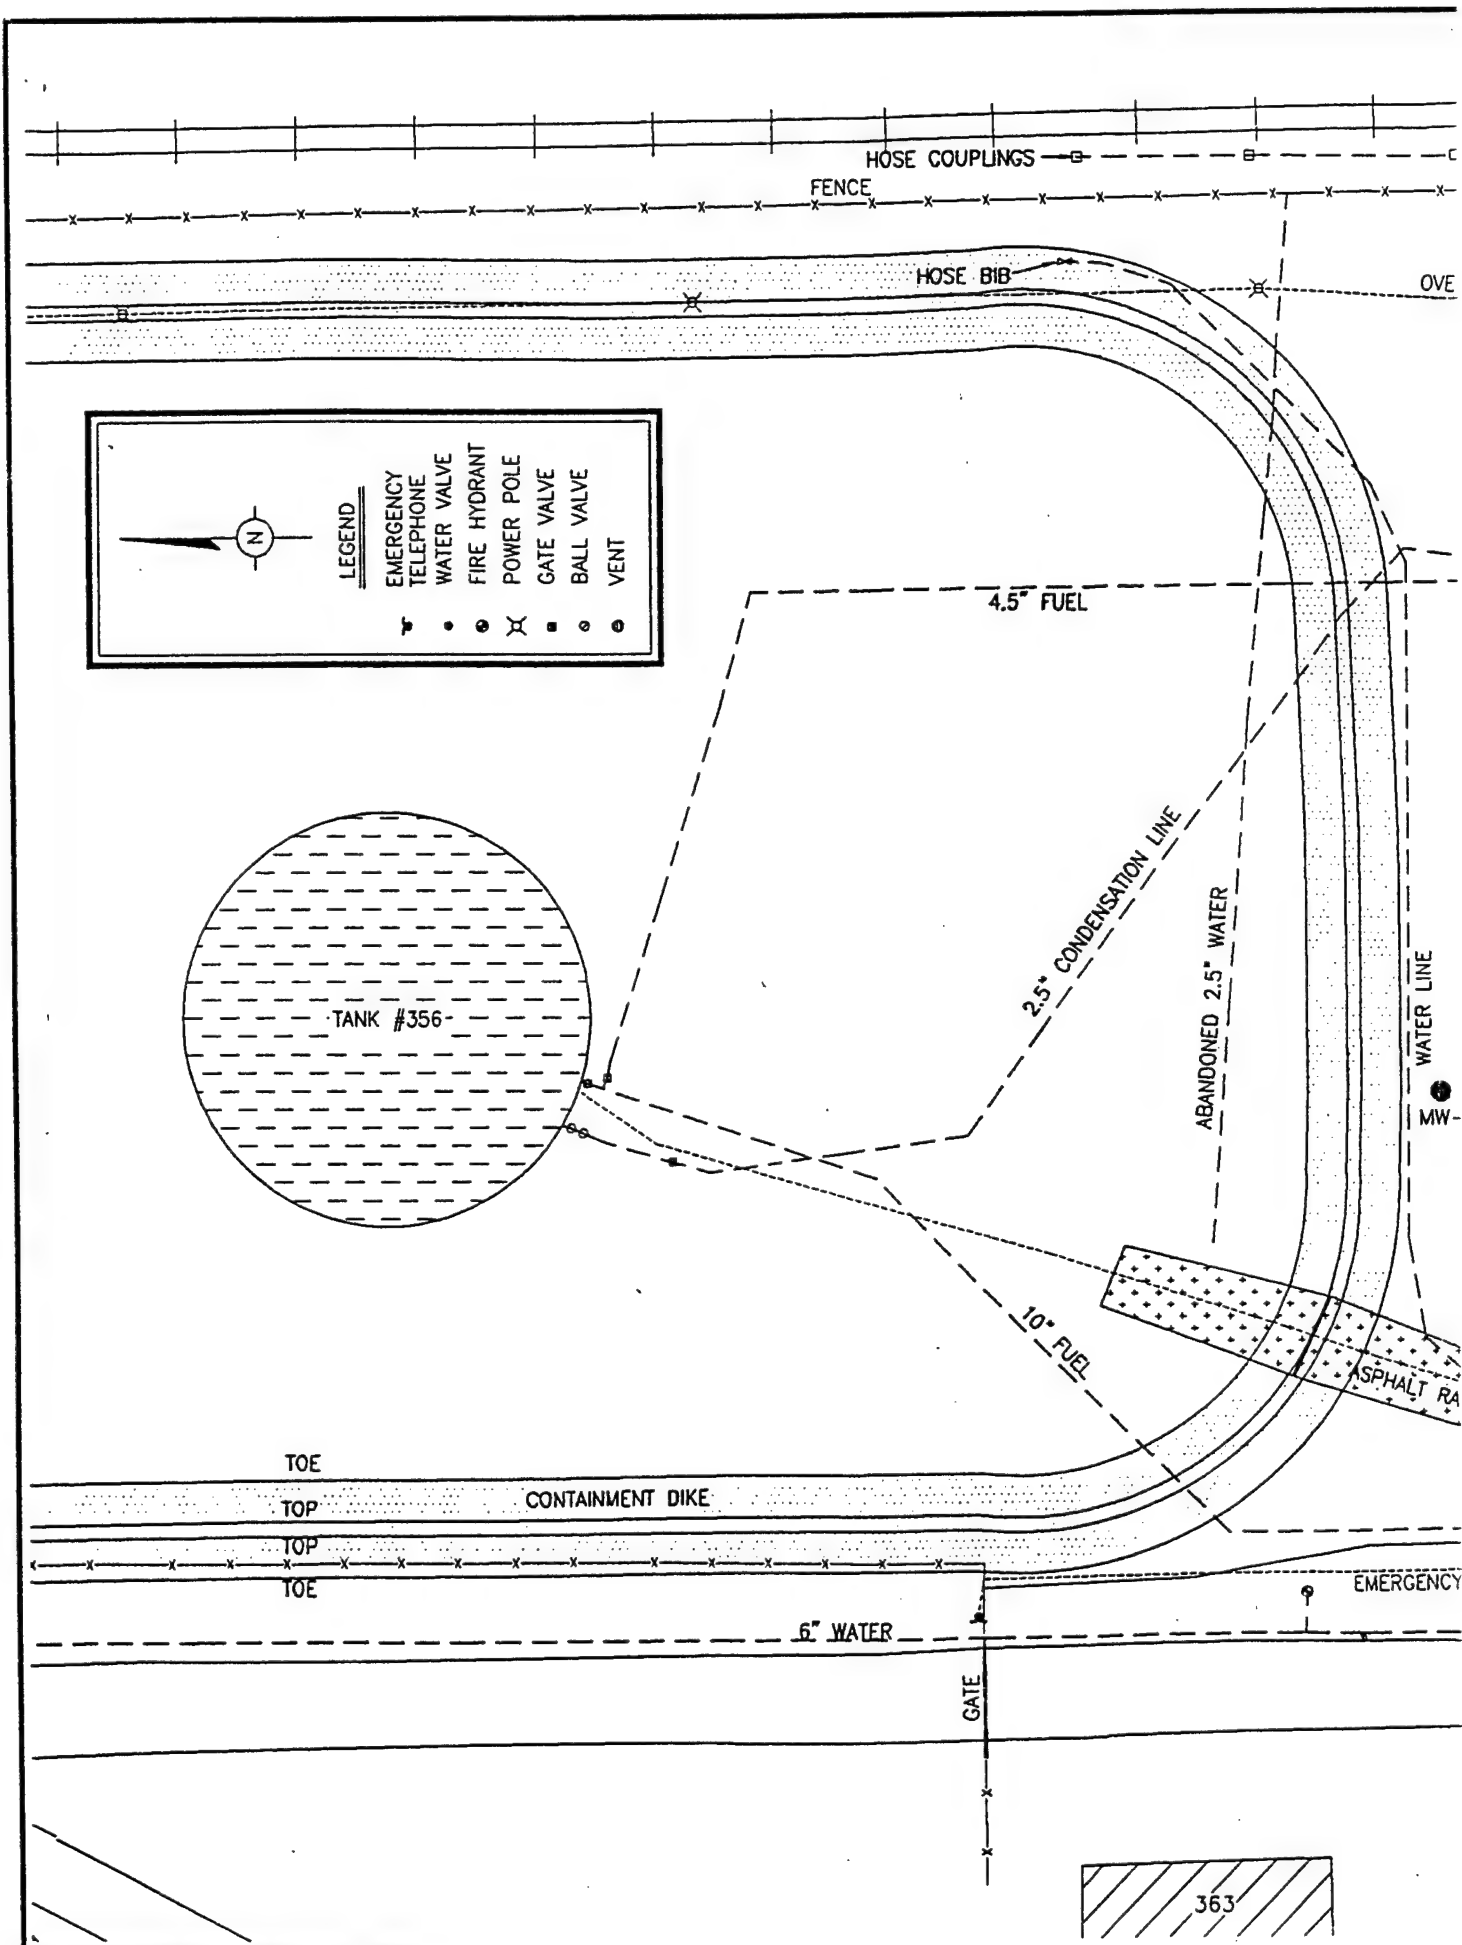 HOSE COUPLINGS
FENCE
HOSE BIB
OVE
N
LEGEND
EMERGENCY
TELEPHONE
WATER VALVE
FIRE HYDRANT
POWER POLE
GATE VALVE
BALL VALVE
VENT
4.5" FUEL
2.5" CONDENSATION LINE
ABANDONED 2.5" WATER
WATER LINE
TANK #356
MW-
10" FUEL
ASPHALT RA
TOE
CONTAINMENT DIKE
TOP
TOP
TOE
EMERGENCY
6" WATER
GATE
363